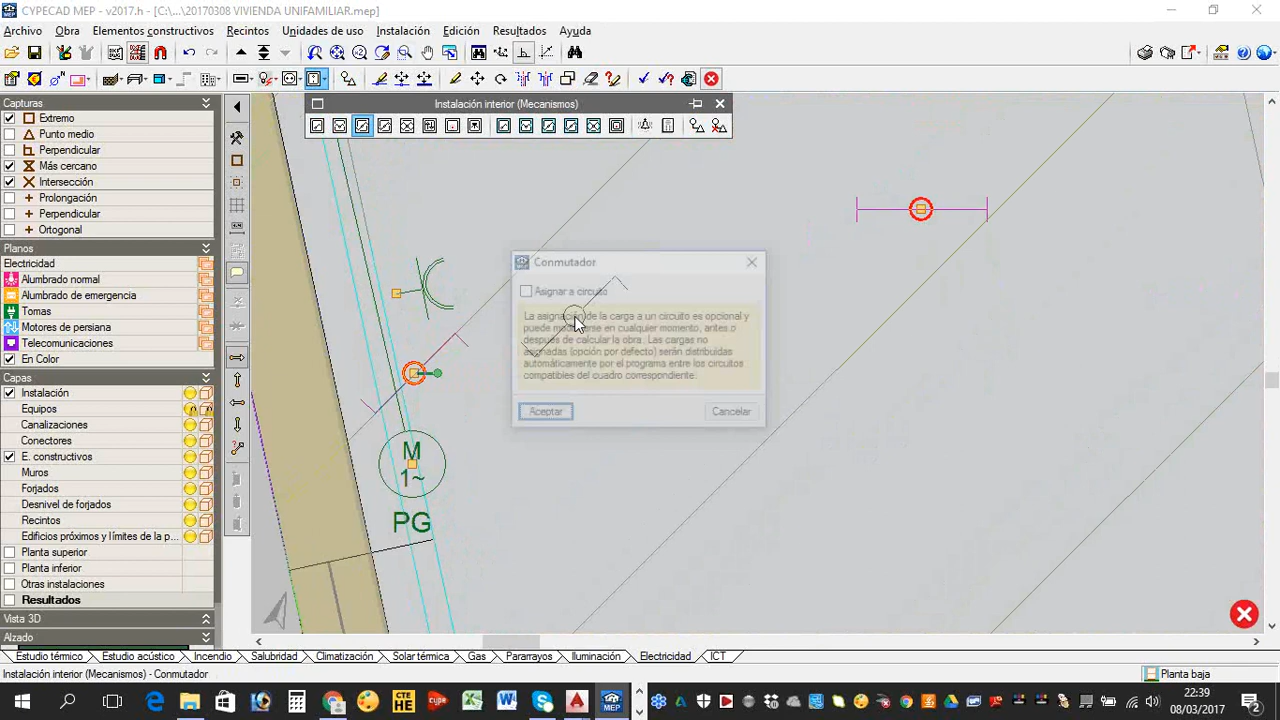 CYPECAD MEP - v2017.h - [C:\...\20170308 VIVIENDA UNIFAMILIAR.mep]
Archivo Obra Elementos constructivos Recintos Unidades de uso Instalación Edición Resultados Ayuda
Capturas
Extremo
Punto medio
Perpendicular
Más cercano
Intersección
Prolongación
Perpendicular
Ortogonal
Planos
Electricidad
Alumbrado normal
Alumbrado de emergencia
Tomas
Motores de persiana
Telecomunicaciones
En Color
Capas
Instalación
Equipos
Canalizaciones
Conectores
E. constructivos
Muros
Forjados
Desnivel de forjados
Recintos
Edificios próximos y límites de la p...
Planta superior
Planta inferior
Otras instalaciones
Resultados
Vista 3D
Alzado
Instalación interior (Mecanismos)
Conmutador
Asignar a circuito
La asignación de la carga a un circuito es opcional y
puede modificarse en cualquier momento, antes o
después de calcular la obra. Las cargas no
asignadas (opción por defecto) serán distribuidas
automáticamente por el programa entre los circuitos
compatibles del cuadro correspondiente.
Aceptar Cancelar
M
1~
PG
Estudio térmico Estudio acústico Incendio Salubridad Climatización Solar térmica Gas Pararrayos Iluminación Electricidad ICT
Instalación interior (Mecanismos) - Conmutador
Planta baja
CTE
HE
cype
MEP
22:39
08/03/2017
2